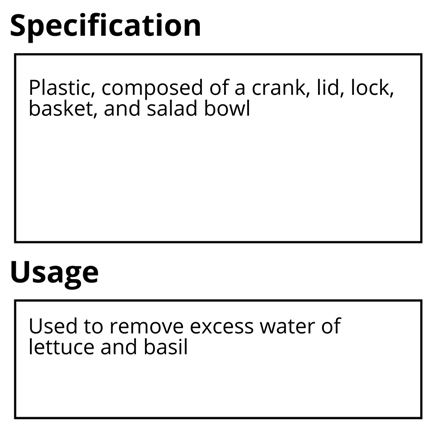 Specification
Plastic, composed of a crank, lid, lock,
basket, and salad bowl
Usage
Used to remove excess water of
lettuce and basil